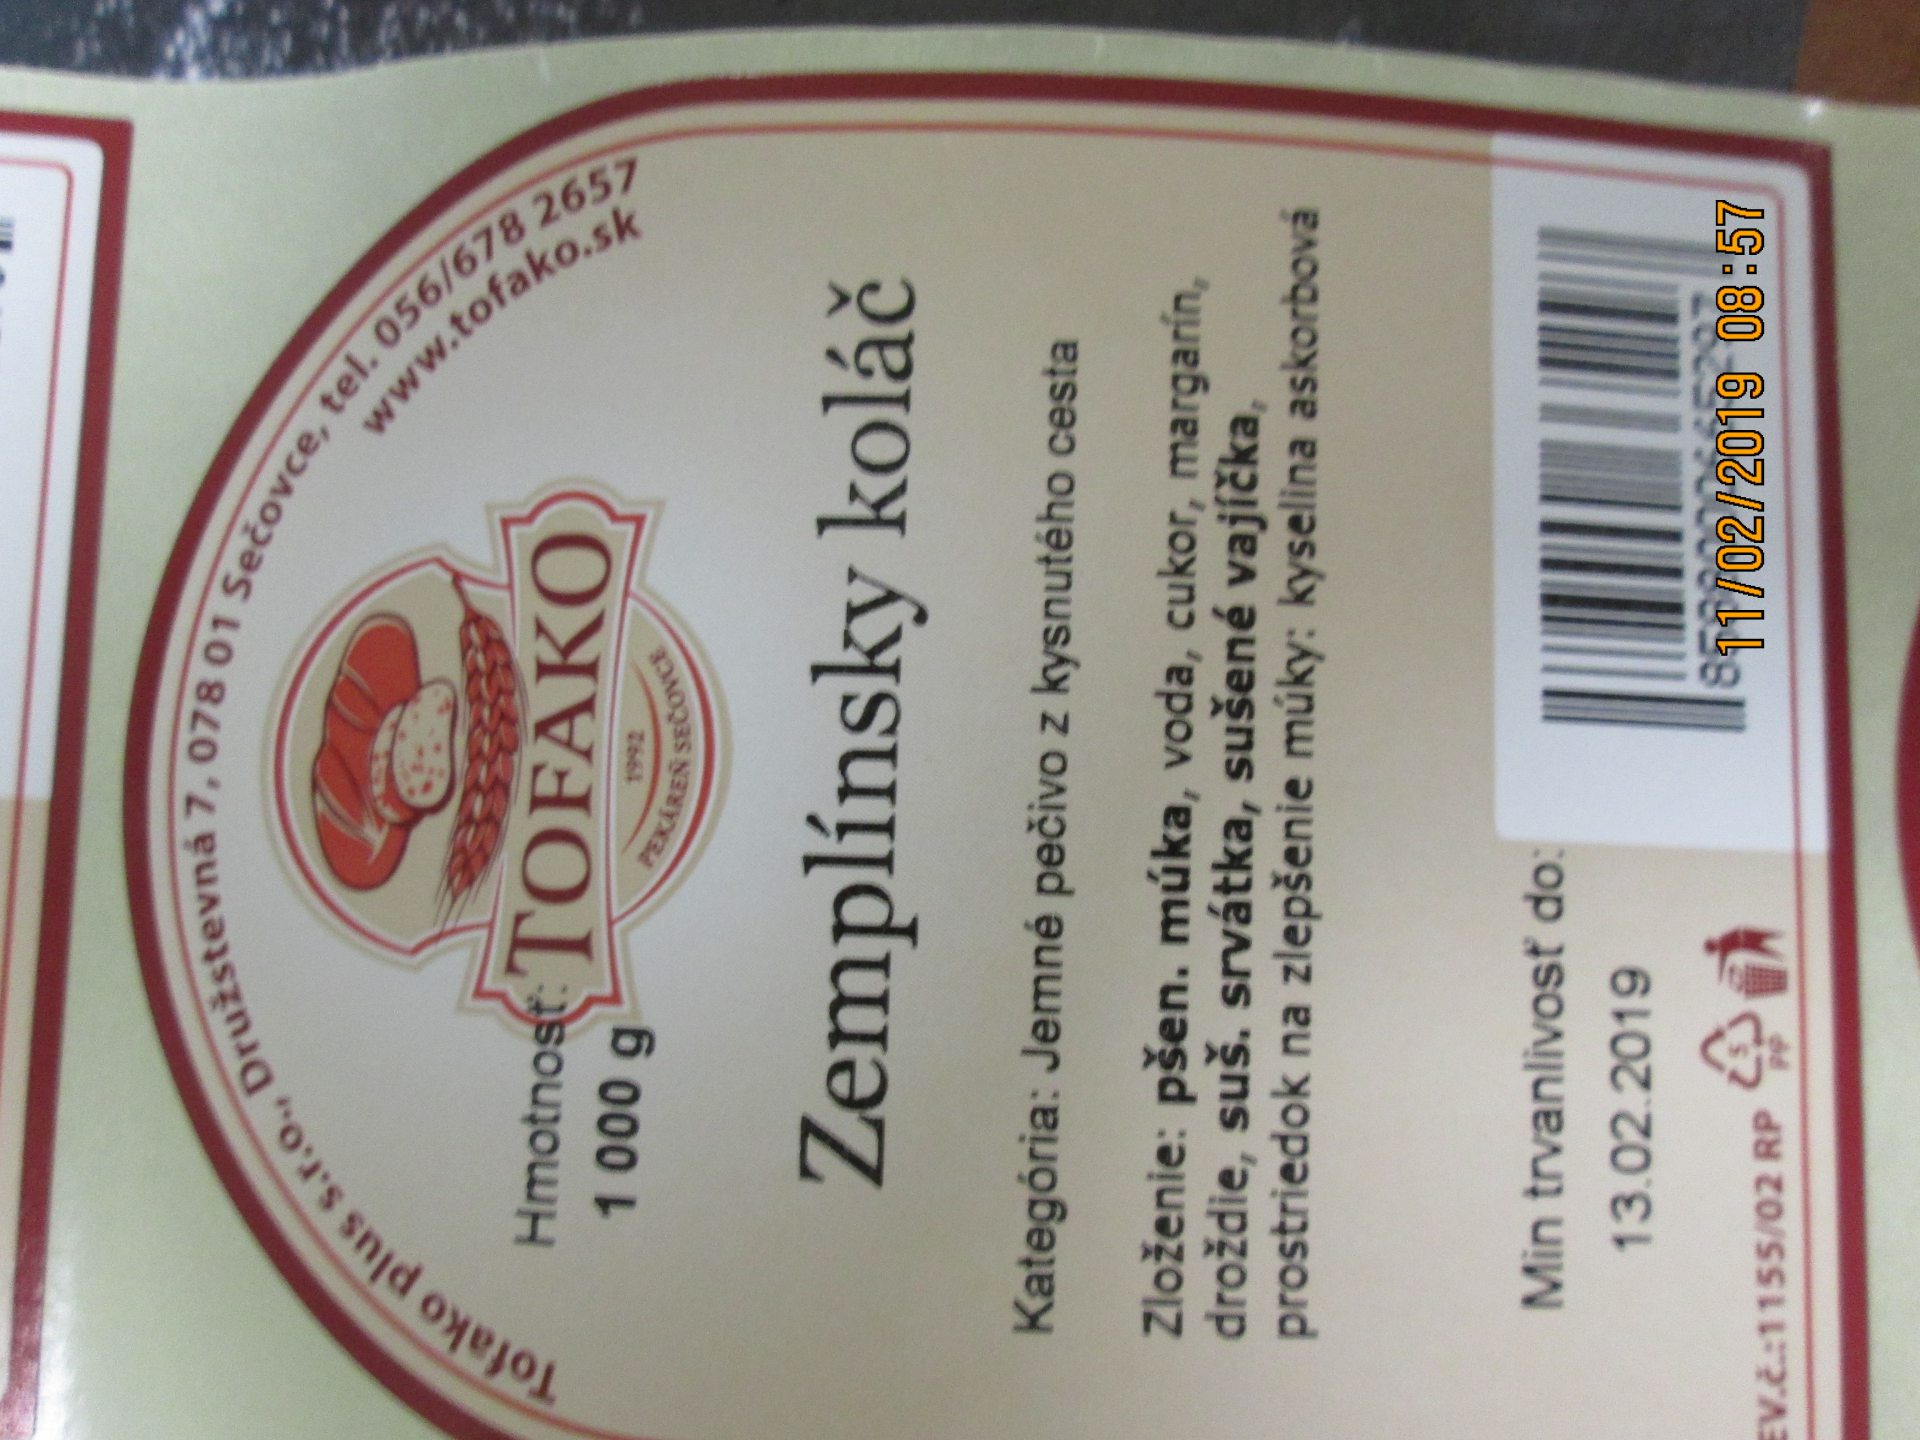 Tofako plus s.r.o., Družstevná 7, 078 01 Sečovce, tel. 056/678 2657
www.tofako.sk
TOFAKO
1992
PEKÁREŇ SEČOVCE
Hmotnosť:
1 000 g
Zemplínsky koláč
Kategória: Jemné pečivo z kysnutého cesta
Zloženie: pšen. múka, voda, cukor, margarín,
droždie, suš. srvátka, sušené vajíčka,
prostriedok na zlepšenie múky: kyselina askorbová
Min trvanlivosť do:
13.02.2019
EV.č.:1155/02 RP
5
PP
11/02/2019 08:57